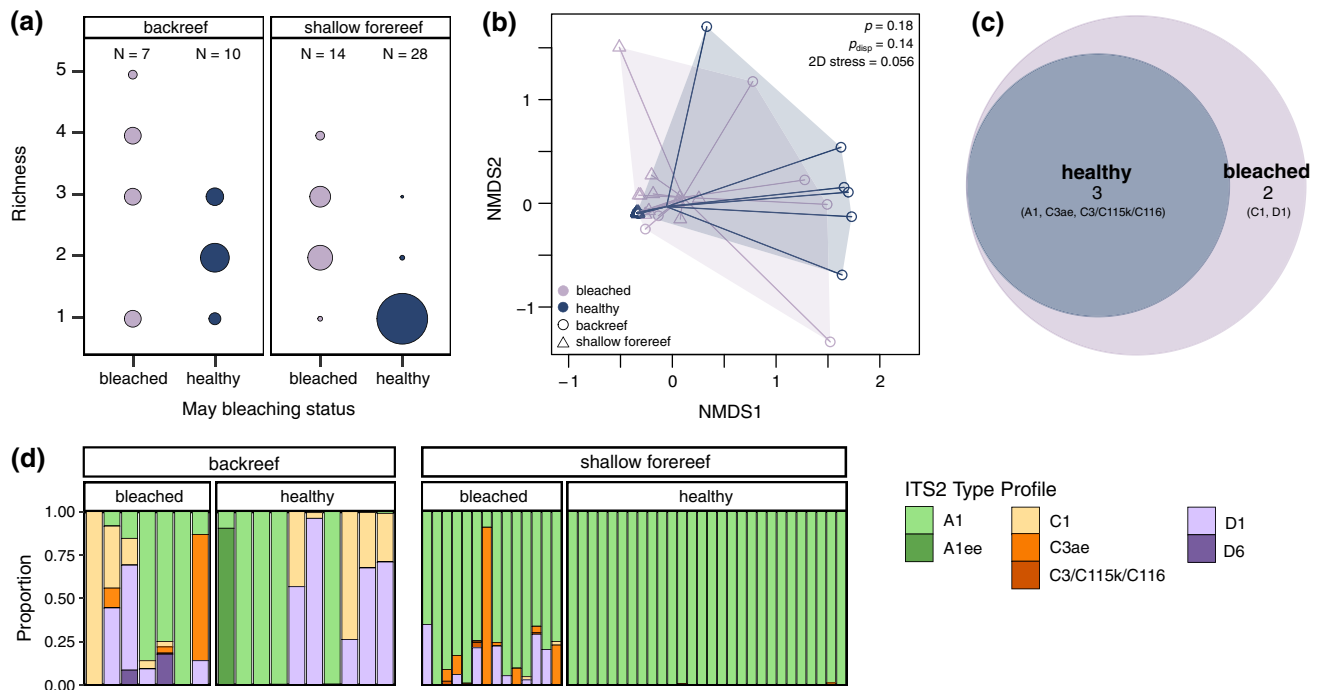 (a)
backreef
shallow forereef
N = 7
N = 10
N = 14
N = 28
Richness
5
4
3
2
1
bleached
healthy
bleached
healthy
May bleaching status
(b)
p = 0.18
pdisp = 0.14
2D stress = 0.056
NMDS2
1
0
−1
bleached
healthy
backreef
shallow forereef
−1
0
1
2
NMDS1
(c)
healthy
3
(A1, C3ae, C3/C115k/C116)
bleached
2
(C1, D1)
(d)
backreef
shallow forereef
bleached
healthy
bleached
healthy
Proportion
1.00
0.75
0.50
0.25
0.00
ITS2 Type Profile
A1
A1ee
C1
C3ae
C3/C115k/C116
D1
D6